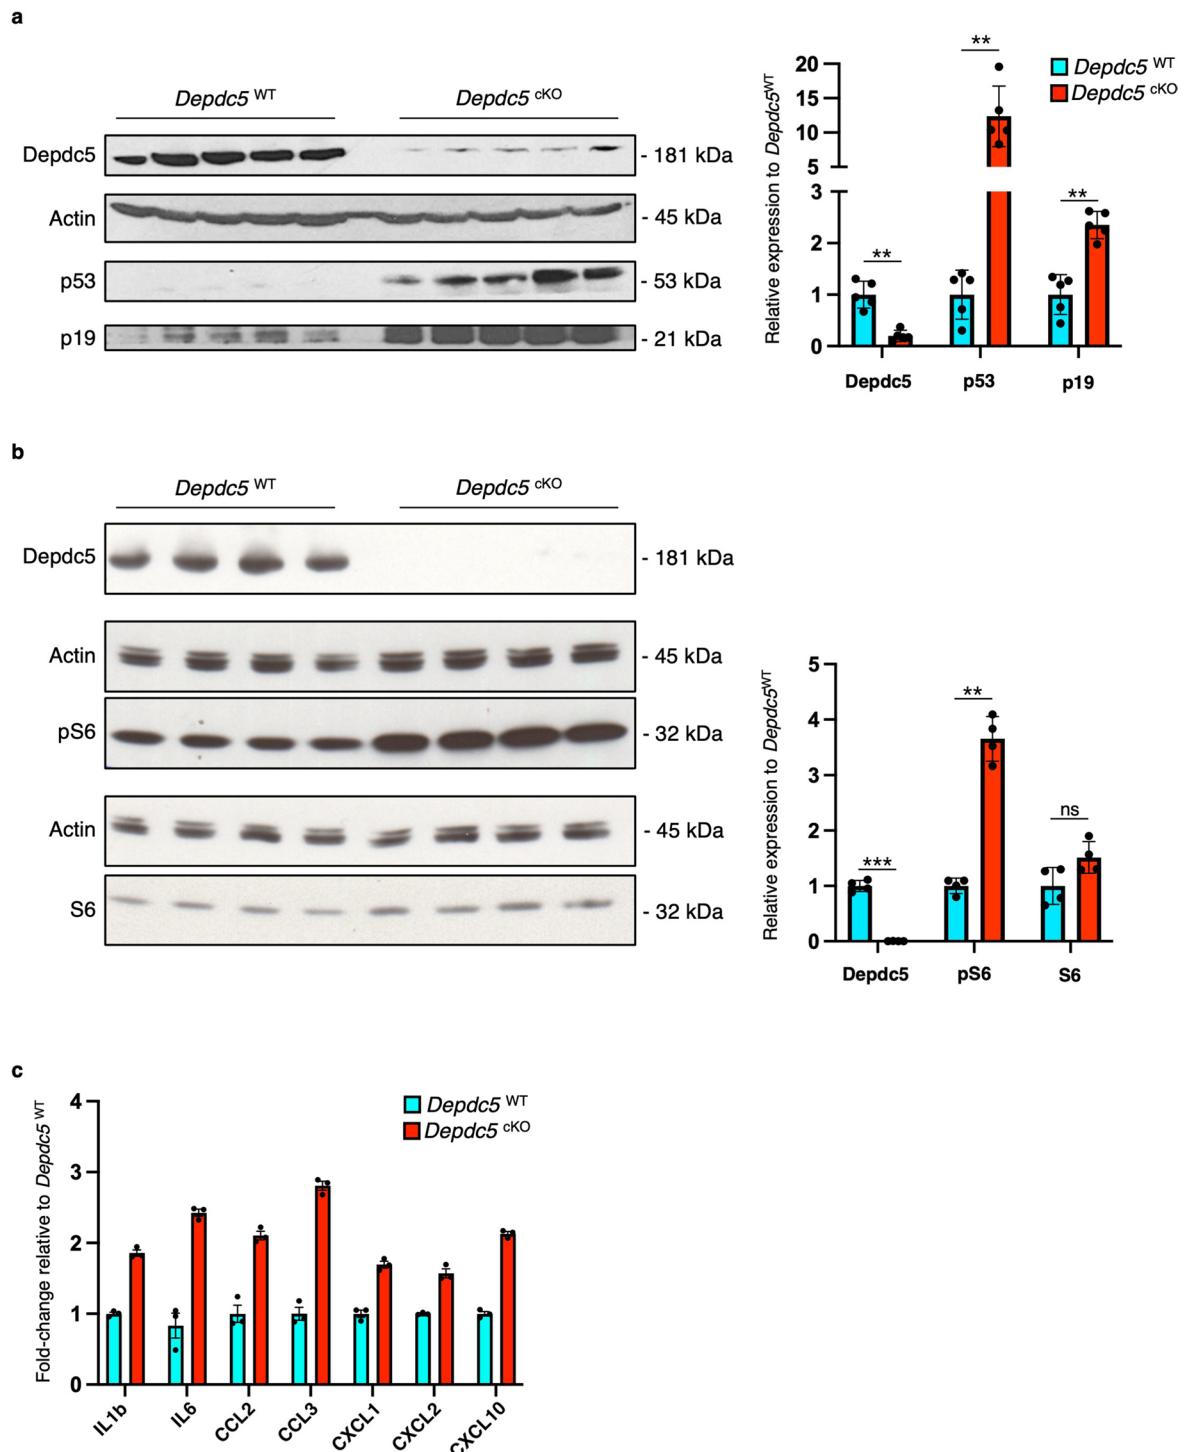 a
Depdc5 WT
Depdc5 cKO
Depdc5
- 181 kDa
Actin
- 45 kDa
p53
- 53 kDa
p19
- 21 kDa
Relative expression to Depdc5WT
20
15
10
5
3
2
1
0
**
**
**
Depdc5 WT
Depdc5 cKO
Depdc5
p53
p19
b
Depdc5 WT
Depdc5 cKO
Depdc5
- 181 kDa
Actin
- 45 kDa
pS6
- 32 kDa
Actin
- 45 kDa
S6
- 32 kDa
Relative expression to Depdc5WT
5
4
3
2
1
0
***
**
ns
Depdc5
pS6
S6
c
Fold-change relative to Depdc5 WT
4
3
2
1
0
Depdc5 WT
Depdc5 cKO
IL1b
IL6
CCL2
CCL3
CXCL1
CXCL2
CXCL10